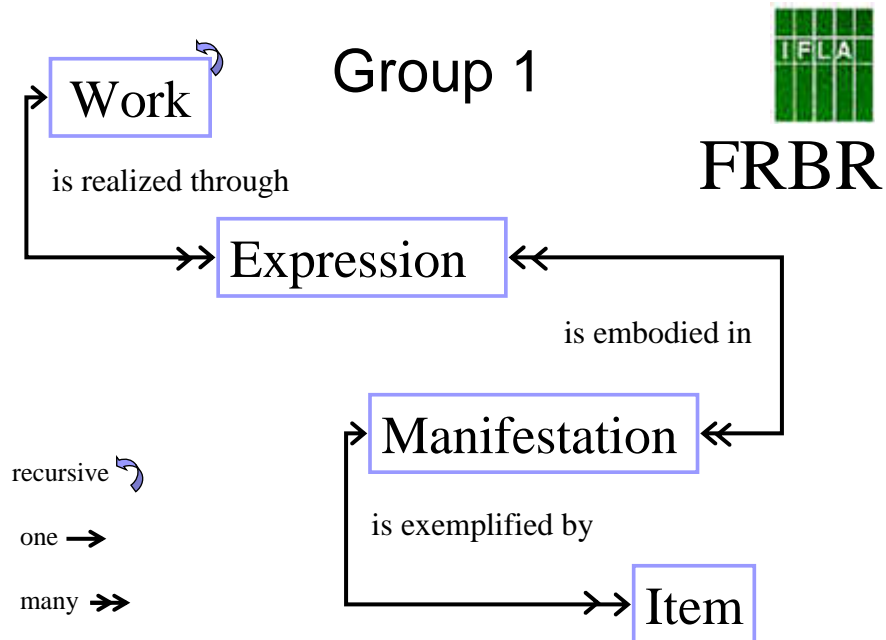 Group 1
IFLA
FRBR
Work
is realized through
Expression
is embodied in
Manifestation
is exemplified by
Item
recursive
one
many